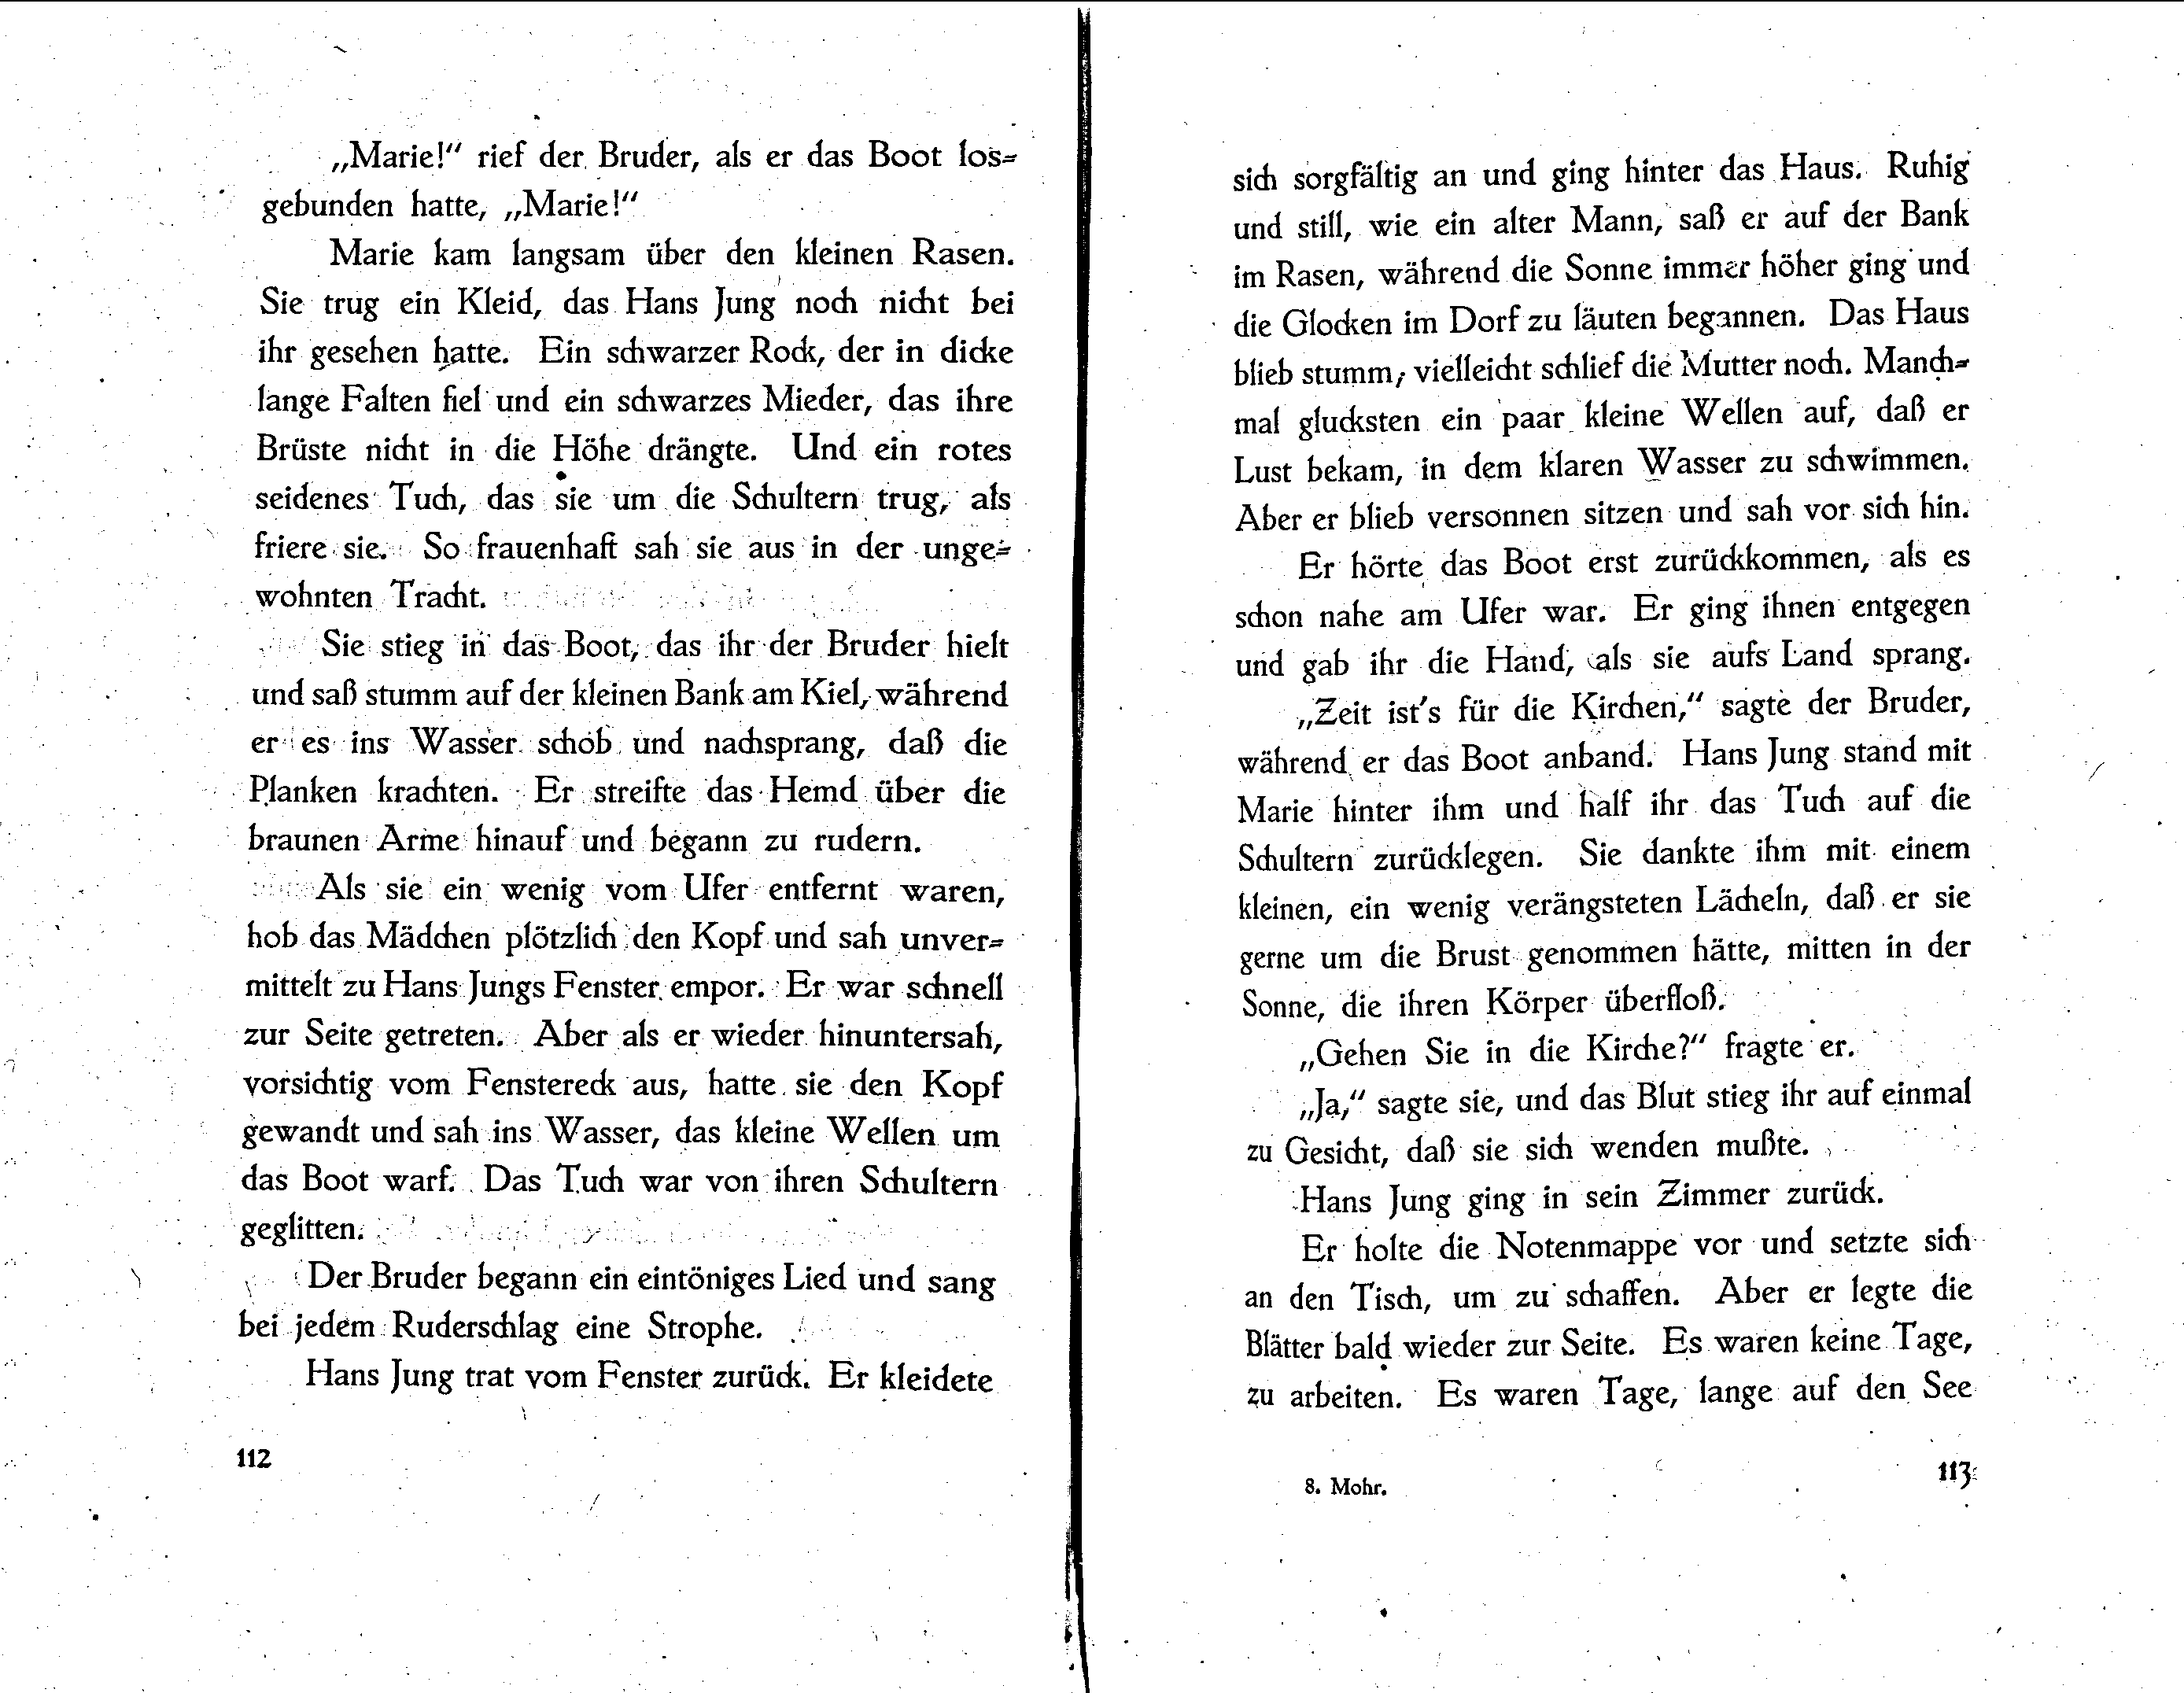 „Marie!“ rief der Bruder, als er das Boot los=
gebunden hatte, „Marie!“
Marie kam langsam über den kleinen Rasen.
Sie trug ein Kleid, das Hans Jung noch nicht bei
ihr gesehen hatte. Ein schwarzer Rock, der in dicke
lange Falten fiel und ein schwarzes Mieder, das ihre
Brüste nicht in die Höhe drängte. Und ein rotes
seidenes Tuch, das sie um die Schultern trug, als
friere sie. So frauenhaft sah sie aus in der unge=
wohnten Tracht.
Sie stieg in das Boot, das ihr der Bruder hielt
und saß stumm auf der kleinen Bank am Kiel, während
er es ins Wasser schob und nachsprang, daß die
Planken krachten. Er streifte das Hemd über die
braunen Arme hinauf und begann zu rudern.
Als sie ein wenig vom Ufer entfernt waren,
hob das Mädchen plötzlich den Kopf und sah unver=
mittelt zu Hans Jungs Fenster empor. Er war schnell
zur Seite getreten. Aber als er wieder hinuntersah,
vorsichtig vom Fenstereck aus, hatte sie den Kopf
gewandt und sah ins Wasser, das kleine Wellen um
das Boot warf. Das Tuch war von ihren Schultern
geglitten.
Der Bruder begann ein eintöniges Lied und sang
bei jedem Ruderschlag eine Strophe.
Hans Jung trat vom Fenster zurück. Er kleidete
112
sich sorgfältig an und ging hinter das Haus. Ruhig
und still, wie ein alter Mann, saß er auf der Bank
im Rasen, während die Sonne immer höher ging und
die Glocken im Dorf zu läuten begannen. Das Haus
blieb stumm, vielleicht schlief die Mutter noch. Manch=
mal glucksten ein paar kleine Wellen auf, daß er
Lust bekam, in dem klaren Wasser zu schwimmen.
Aber er blieb versonnen sitzen und sah vor sich hin.
Er hörte das Boot erst zurückkommen, als es
schon nahe am Ufer war. Er ging ihnen entgegen
und gab ihr die Hand, als sie aufs Land sprang.
„Zeit ist's für die Kirchen,“ sagte der Bruder,
während er das Boot anband. Hans Jung stand mit
Marie hinter ihm und half ihr das Tuch auf die
Schultern zurücklegen. Sie dankte ihm mit einem
kleinen, ein wenig verängsteten Lächeln, daß er sie
gerne um die Brust genommen hätte, mitten in der
Sonne, die ihren Körper überfloß.
„Gehen Sie in die Kirche?“ fragte er.
„Ja,“ sagte sie, und das Blut stieg ihr auf einmal
zu Gesicht, daß sie sich wenden mußte.
Hans Jung ging in sein Zimmer zurück.
Er holte die Notenmappe vor und setzte sich
an den Tisch, um zu schaffen. Aber er legte die
Blätter bald wieder zur Seite. Es waren keine Tage,
zu arbeiten. Es waren Tage, lange auf den See
8. Mohr.
113